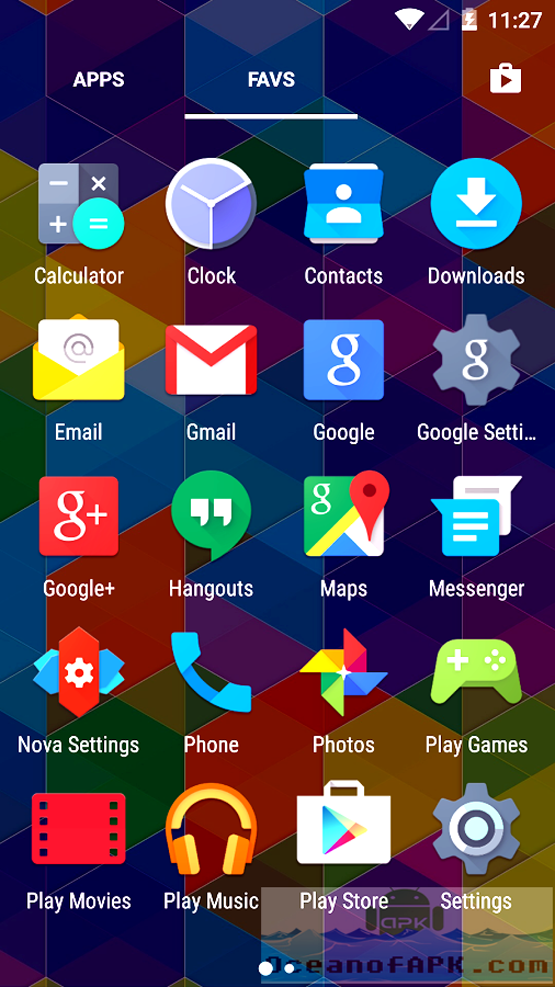 11:27
APPS FAVS
Calculator Clock Contacts Downloads
@
Email Gmail Google Google Setti...
g g
g+ g
Google+ Hangouts Maps Messenger
Nova Settings Phone Photos Play Games
Play Movies Play Music Play Store Settings
APK
OceanofAPK.com